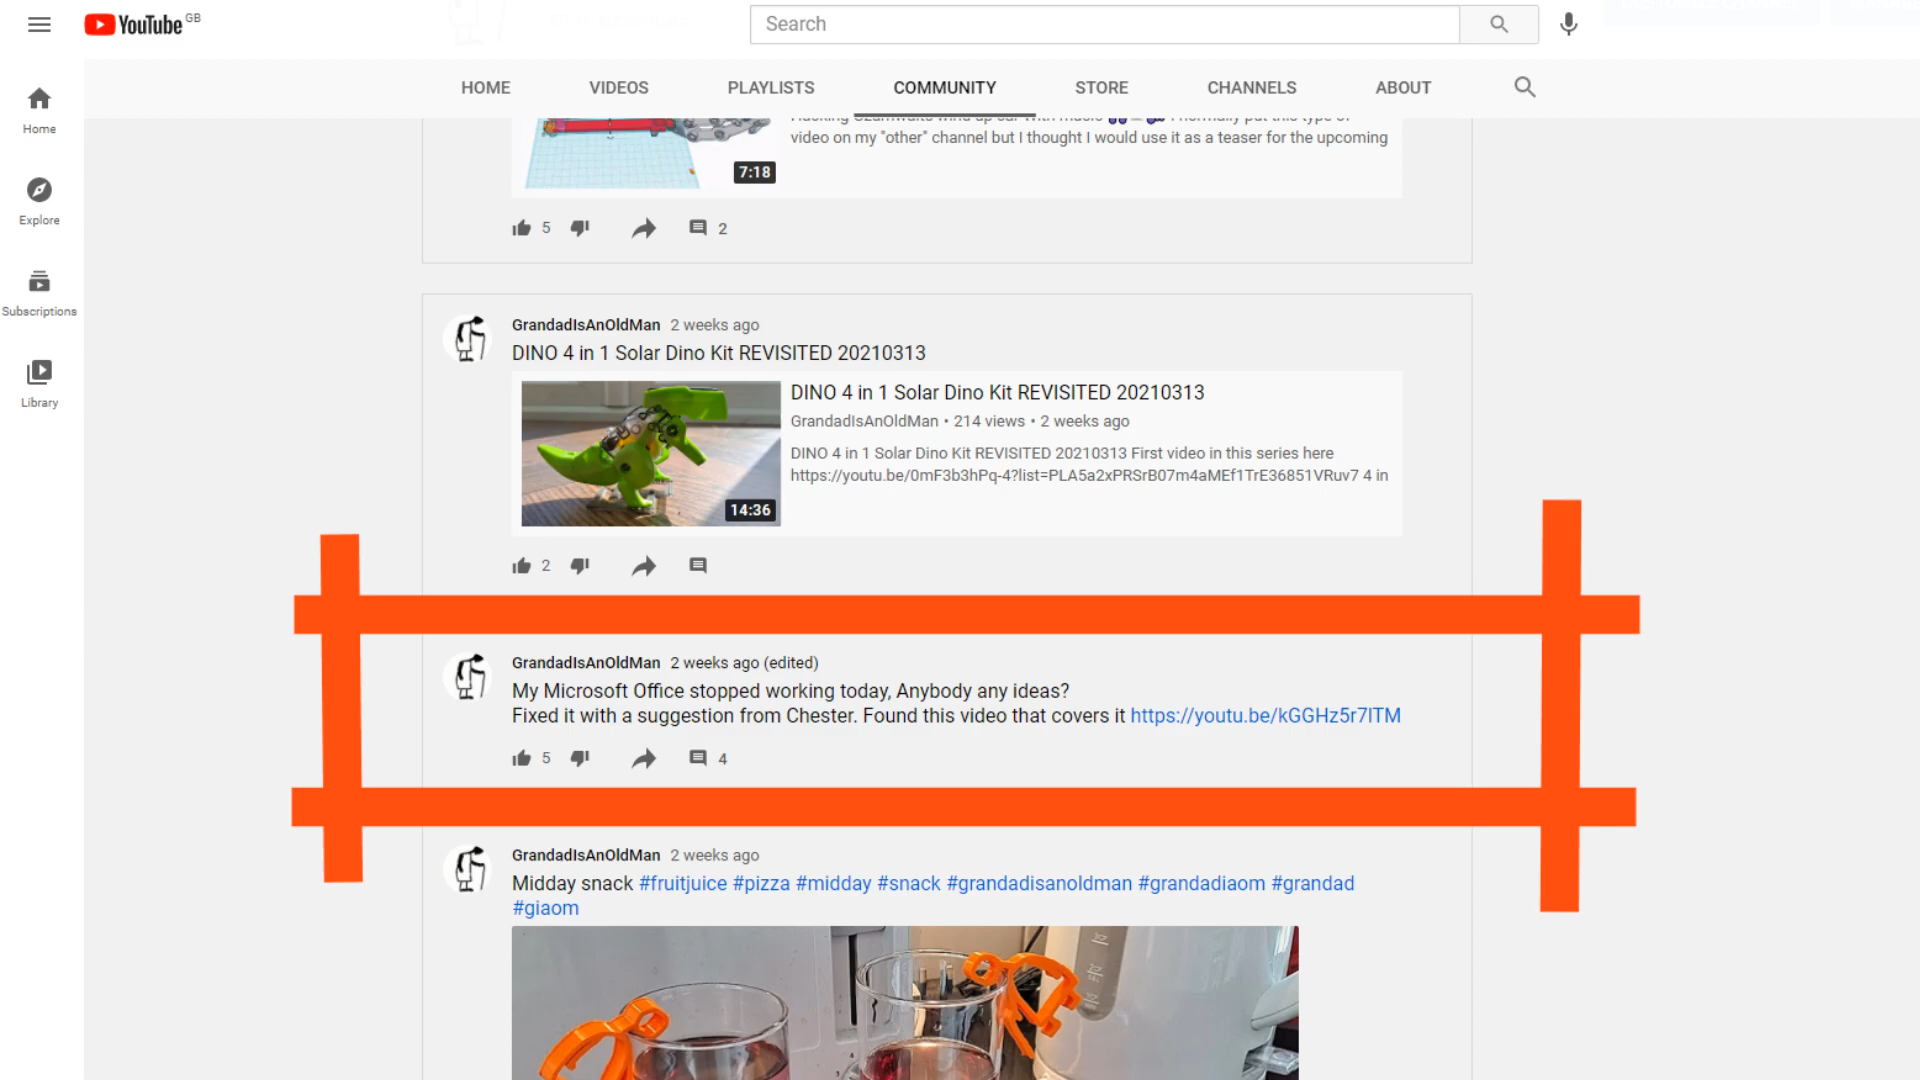 YouTube GB
Search
HOME VIDEOS PLAYLISTS COMMUNITY STORE CHANNELS ABOUT
Home
Explore
Subscriptions
Library
video on my "other" channel but I thought I would use it as a teaser for the upcoming
7:18
5 2
GrandadIsAnOldMan 2 weeks ago
DINO 4 in 1 Solar Dino Kit REVISITED 20210313
DINO 4 in 1 Solar Dino Kit REVISITED 20210313
GrandadIsAnOldMan • 214 views • 2 weeks ago
DINO 4 in 1 Solar Dino Kit REVISITED 20210313 First video in this series here
https://youtu.be/0mF3b3hPq-4?list=PLA5a2xPRSrB07m4aMEf1TrE36851VRuv7 4 in
14:36
2
GrandadIsAnOldMan 2 weeks ago (edited)
My Microsoft Office stopped working today, Anybody any ideas?
Fixed it with a suggestion from Chester. Found this video that covers it https://youtu.be/kGGHz5r7lTM
5 4
GrandadIsAnOldMan 2 weeks ago
Midday snack #fruitjuice #pizza #midday #snack #grandadisanoldman #grandadiaom #grandad
#giaom